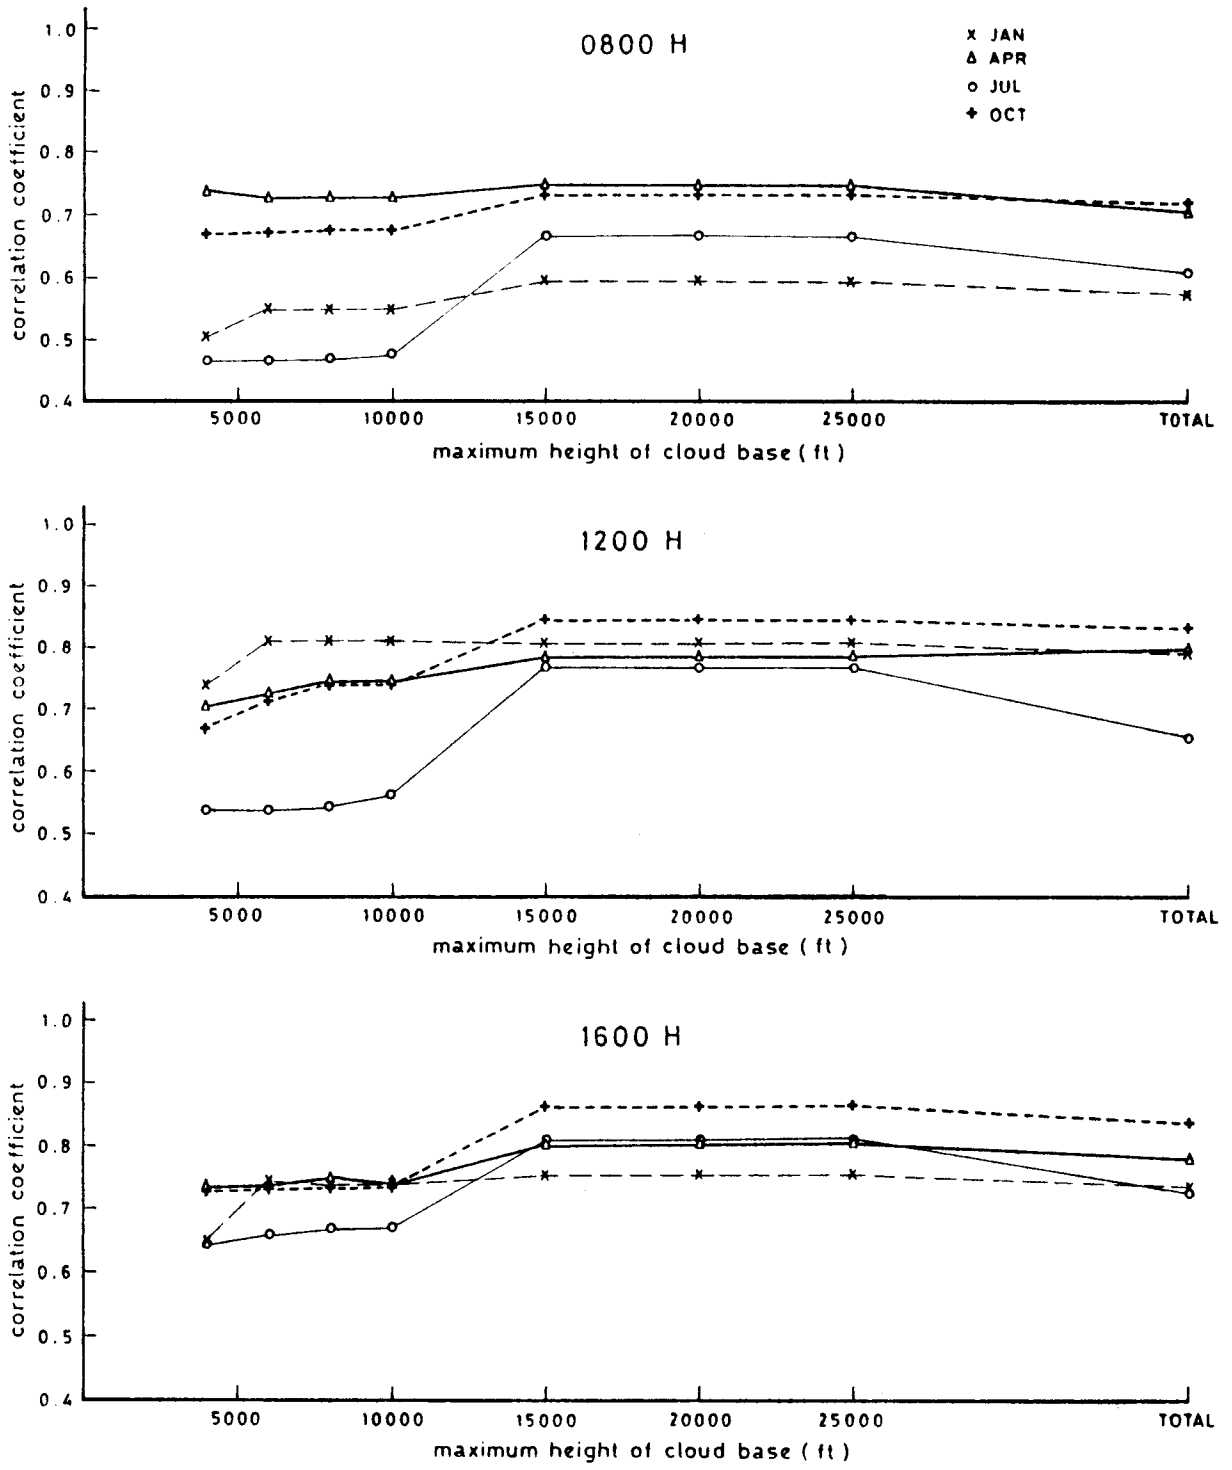 0800 H
x JAN
Δ APR
o JUL
+ OCT
correlation coefficient
1.0
0.9
0.8
0.7
0.6
0.5
0.4
5000 10000 15000 20000 25000 TOTAL
maximum height of cloud base (ft)
1200 H
correlation coefficient
1.0
0.9
0.8
0.7
0.6
0.5
0.4
5000 10000 15000 20000 25000 TOTAL
maximum height of cloud base (ft)
1600 H
correlation coefficient
1.0
0.9
0.8
0.7
0.6
0.5
0.4
5000 10000 15000 20000 25000 TOTAL
maximum height of cloud base (ft)